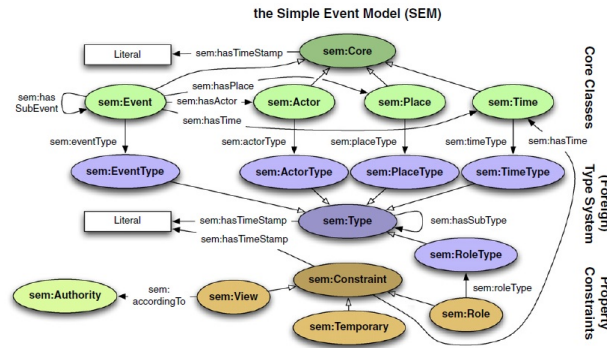 the Simple Event Model (SEM)
Literal
sem:hasTimeStamp
sem:Core
sem:has
SubEvent
sem:Event
sem:hasPlace
sem:hasActor
sem:hasTime
sem:Actor
sem:Place
sem:Time
Core Classes
sem:eventType
sem:actorType
sem:placeType
sem:timeType
sem:hasTime
sem:EventType
sem:ActorType
sem:PlaceType
sem:TimeType
(Foreign)
Type System
Literal
sem:hasTimeStamp
sem:hasTimeStamp
sem:Type
sem:hasSubType
sem:RoleType
sem:Constraint
sem:roleType
sem:Authority
sem:
accordingTo
sem:View
sem:Temporary
sem:Role
Property
Constraints